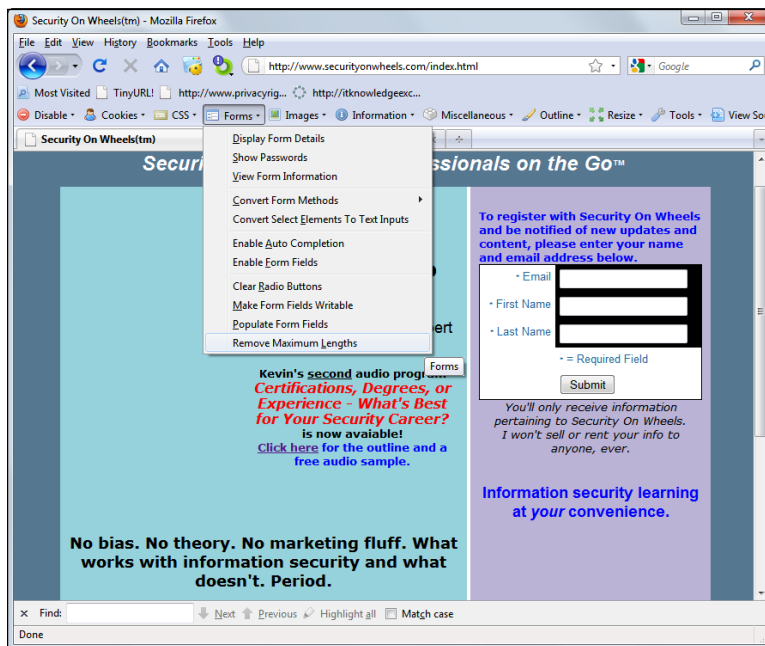 Security On Wheels(tm) - Mozilla Firefox
File Edit View History Bookmarks Tools Help
http://www.securityonwheels.com/index.html
Google
Most Visited TinyURL! http://www.privacyrig... http://itknowledgeexc...
Disable Cookies CSS Forms Images Information Miscellaneous Outline Resize Tools View So
Security On Wheels(tm)
Securi
ssionals on the Go™
Display Form Details
Show Passwords
View Form Information
Convert Form Methods
Convert Select Elements To Text Inputs
Enable Auto Completion
Enable Form Fields
Clear Radio Buttons
Make Form Fields Writable
Populate Form Fields
Remove Maximum Lengths
Forms
pert
Kevin's second audio progra
Certifications, Degrees, or
Experience - What's Best
for Your Security Career?
is now avaiable!
Click here for the outline and a
free audio sample.
No bias. No theory. No marketing fluff. What
works with information security and what
doesn't. Period.
To register with Security On Wheels
and be notified of new updates and
content, please enter your name
and email address below.
• Email
• First Name
• Last Name
• = Required Field
Submit
You'll only receive information
pertaining to Security On Wheels.
I won't sell or rent your info to
anyone, ever.
Information security learning
at your convenience.
Find: Next Previous Highlight all Match case
Done